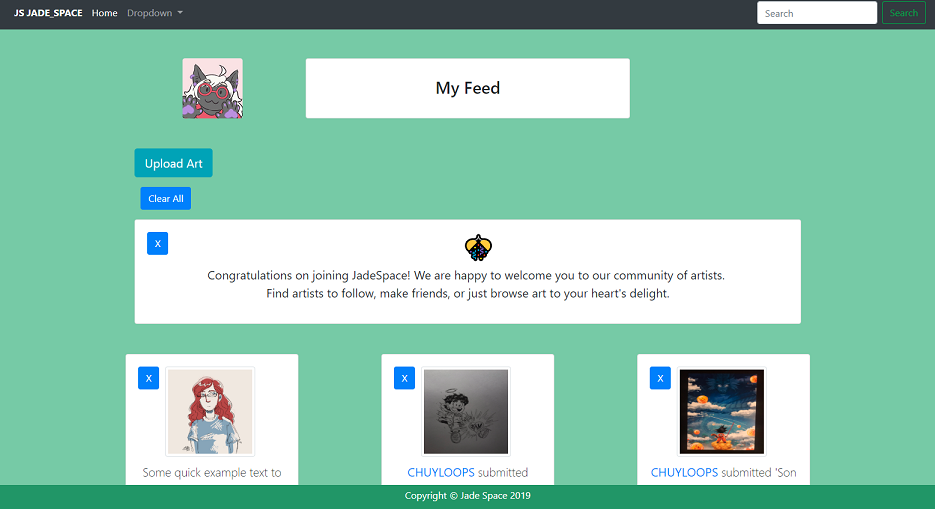 JS JADE_SPACE Home Dropdown Search Search
My Feed
Upload Art
Clear All
X
Congratulations on joining JadeSpace! We are happy to welcome you to our community of artists.
Find artists to follow, make friends, or just browse art to your heart's delight.
X X X
Some quick example text to CHUYLOOPS submitted CHUYLOOPS submitted 'Son
Copyright © Jade Space 2019